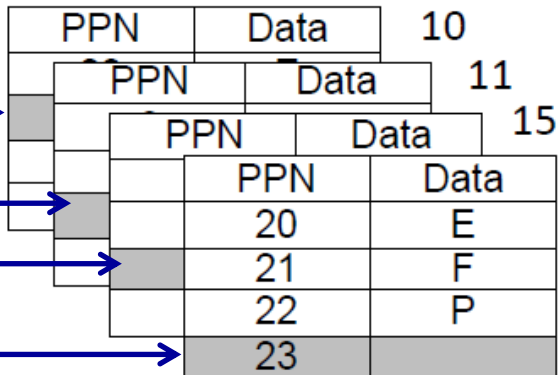 PPN Data 10
PPN Data 11
PPN Data 15
PPN Data
20 E
21 F
22 P
23